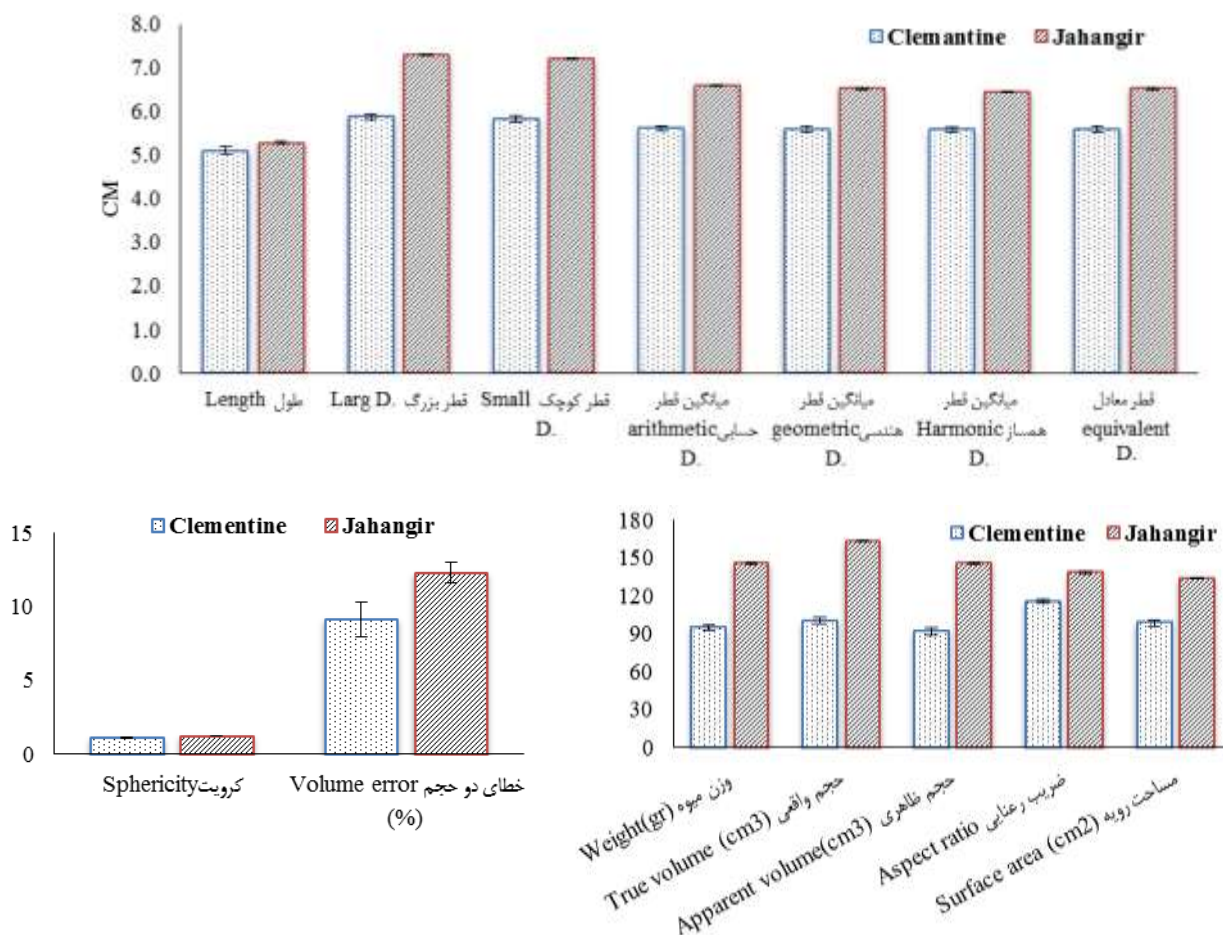 8.0
7.0
6.0
5.0
4.0
3.0
2.0
1.0
0.0
CM
Clemantine Jahangir
Length طول
Larg D. قطر بزرگ
Small قطر کوچک
D.
میانگین قطر
arithmetic حسابی
D.
میانگین قطر
geometric هندسی
D.
میانگین قطر
Harmonic همساز
D.
قطر معادل
equivalent
D.
Clementine Jahangir
15
10
5
0
Sphericity کرویت
Volume error خطای دو حجم
(%)
Clementine Jahangir
180
150
120
90
60
30
0
Weight(gr) وزن میوه
True volume (cm3) حجم واقعی
Apparent volume(cm3) حجم ظاهری
Aspect ratio ضریب رعنایی
Surface area (cm2) مساحت رویه